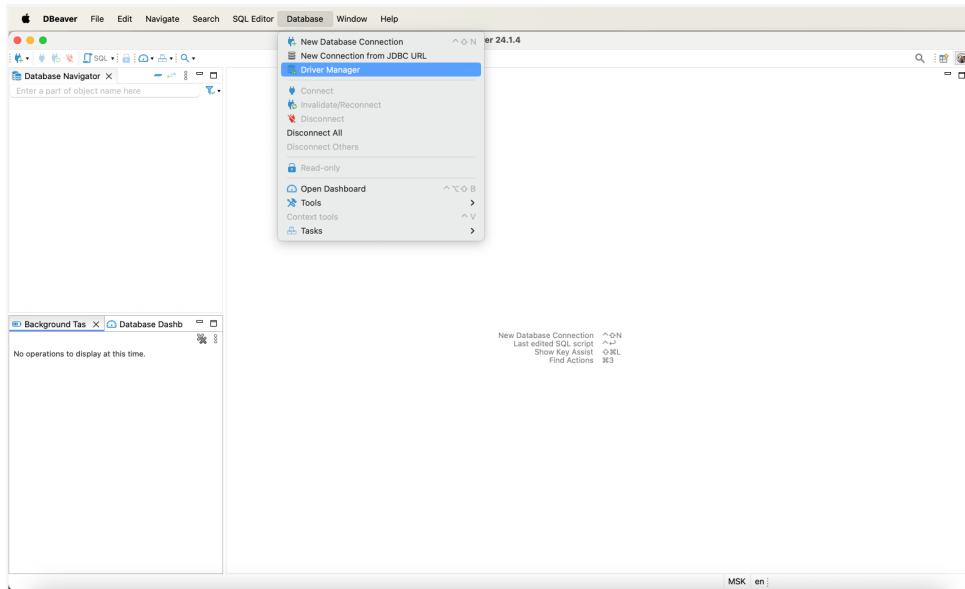 DBeaver File Edit Navigate Search SQL Editor Database Window Help
er 24.1.4
New Database Connection ^⇧N
New Connection from JDBC URL
Driver Manager
Connect
Invalidate/Reconnect
Disconnect
Disconnect All
Disconnect Others
Read-only
Open Dashboard ^⌥⇧B
Tools >
Context tools ^V
Tasks >
SQL
Database Navigator
Enter a part of object name here
Background Tas Database Dashb
No operations to display at this time.
New Database Connection ^⇧N
Last edited SQL script ^↩
Show Key Assist ⇧⌘L
Find Actions ⌘3
MSK en